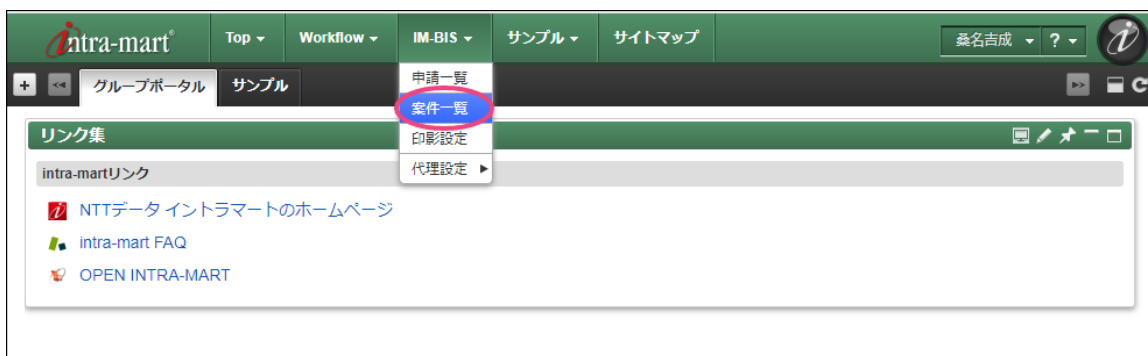 intra-mart® Top Workflow IM-BIS サンプル サイトマップ 桑名吉成 ?
グループポータル サンプル
申請一覧
案件一覧
印影設定
代理設定
リンク集
intra-martリンク
NTTデータ イントラマートのホームページ
intra-mart FAQ
OPEN INTRA-MART